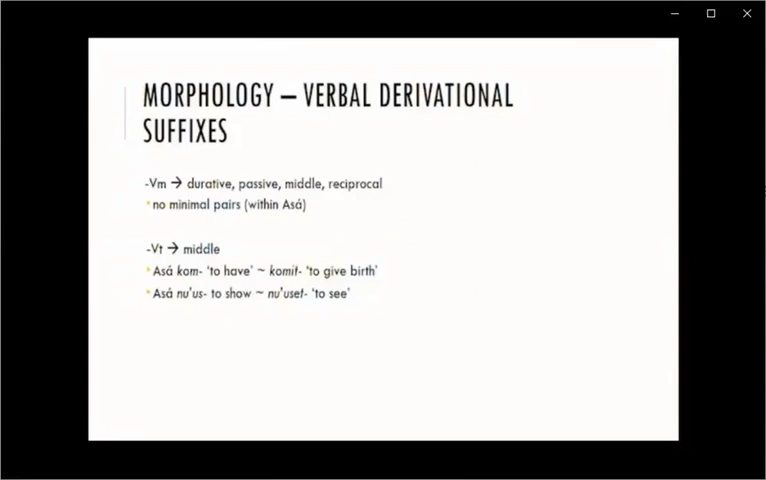 MORPHOLOGY – VERBAL DERIVATIONAL
SUFFIXES
-Vm → durative, passive, middle, reciprocal
• no minimal pairs (within Asá)
-Vt → middle
• Asá kom- ‘to have’ ~ komit- ‘to give birth’
• Asá nu'us- to show ~ nu'uset- ‘to see’